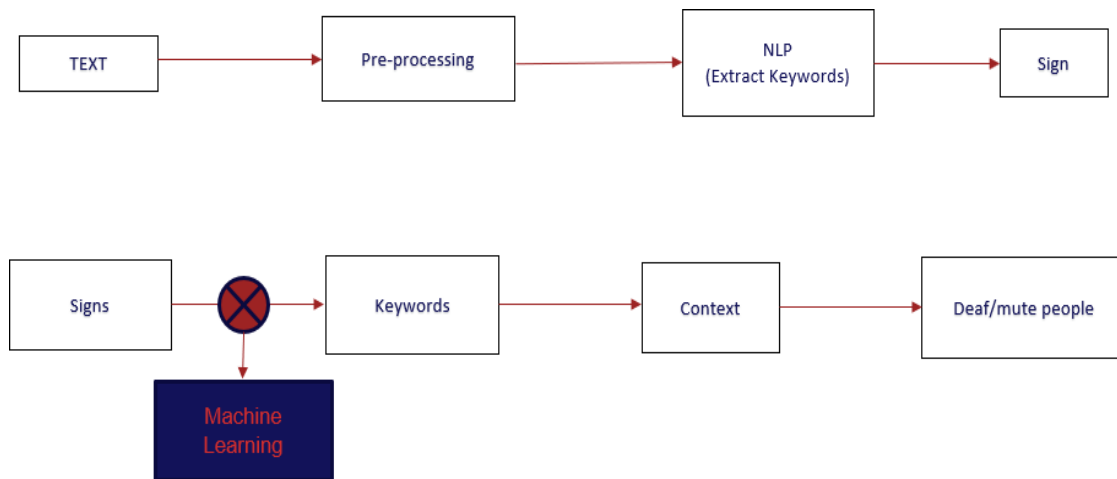 TEXT
Pre-processing
NLP
(Extract Keywords)
Sign
Signs
Keywords
Context
Deaf/mute people
Machine
Learning